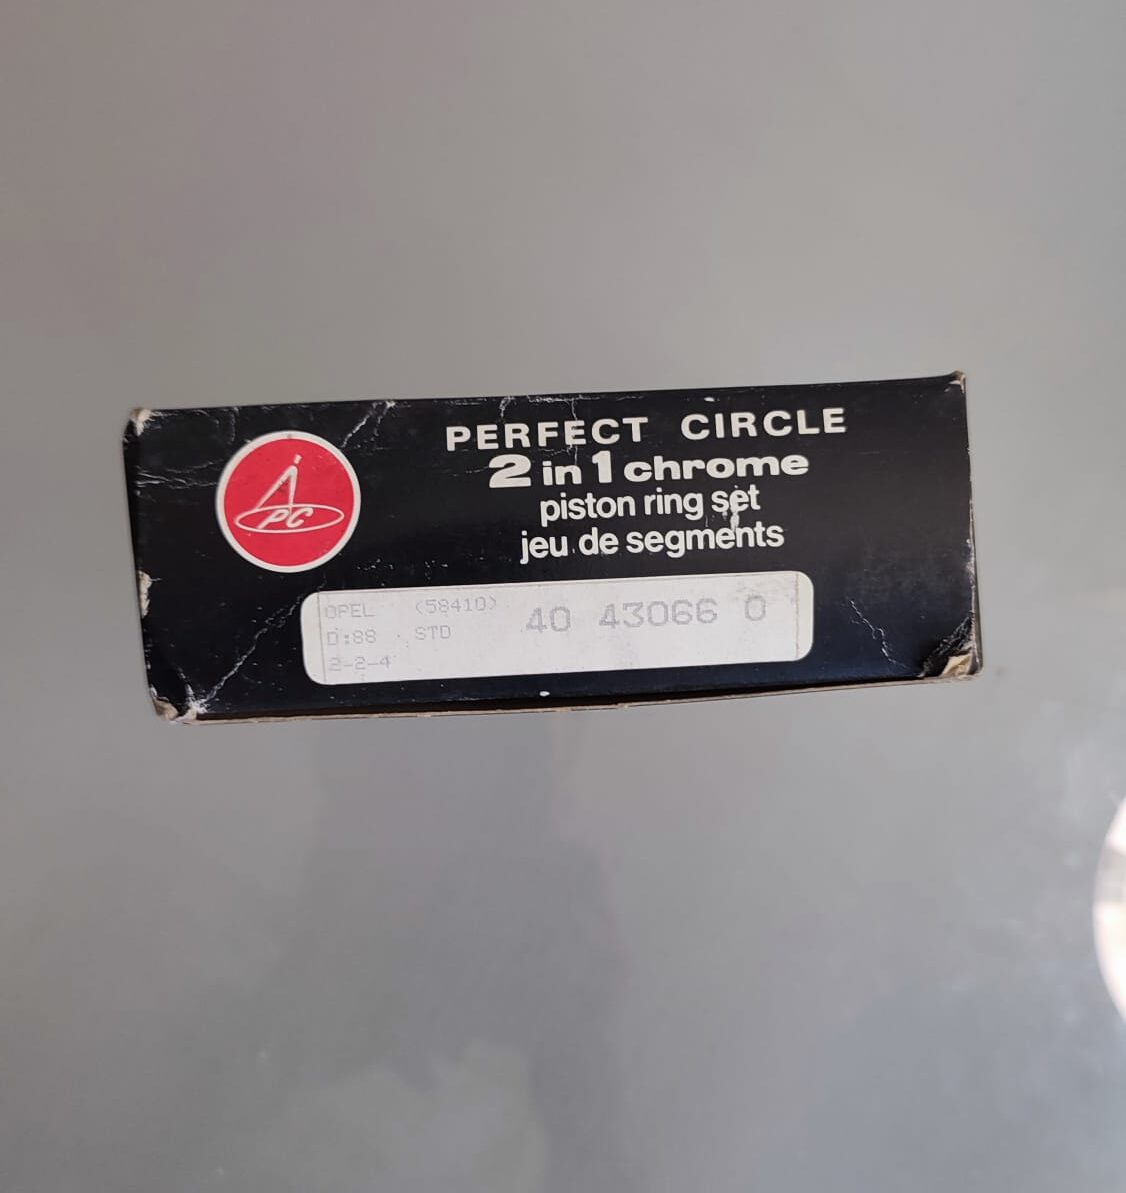 PERFECT CIRCLE
2 in 1 chrome
piston ring set
jeu de segments
PC
OPEL (58410)
D:88 STD
2-2-4
40 43066 0